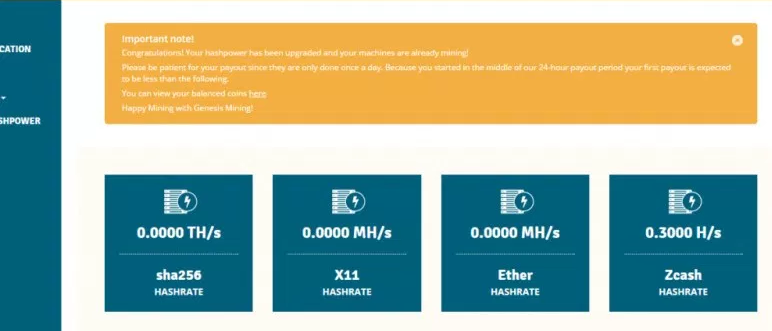 CATION
SHPOWER
Important note!
Congratulations! Your hashpower has been upgraded and your machines are already mining!
Please be patient for your payout since they are only done once a day. Because you started in the middle of our 24-hour payout period your first payout is expected
to be less than the following.
You can view your balanced coins here
Happy Mining with Genesis Mining!
0.0000 TH/s
sha256
HASHRATE
0.0000 MH/s
X11
HASHRATE
0.0000 MH/s
Ether
HASHRATE
0.3000 H/s
Zcash
HASHRATE